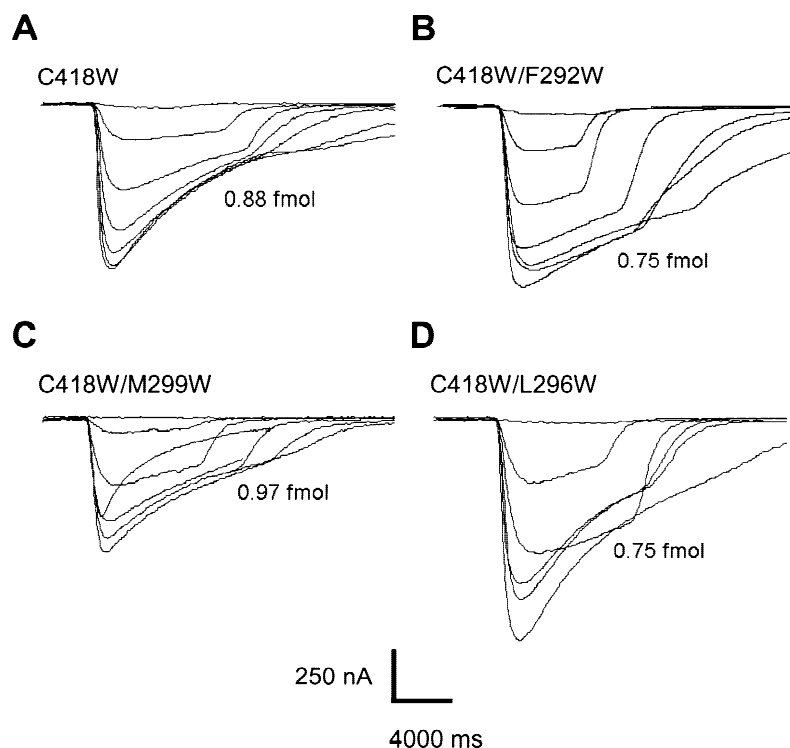 A
C418W
0.88 fmol
B
C418W/F292W
0.75 fmol
C
C418W/M299W
0.97 fmol
D
C418W/L296W
0.75 fmol
250 nA
4000 ms